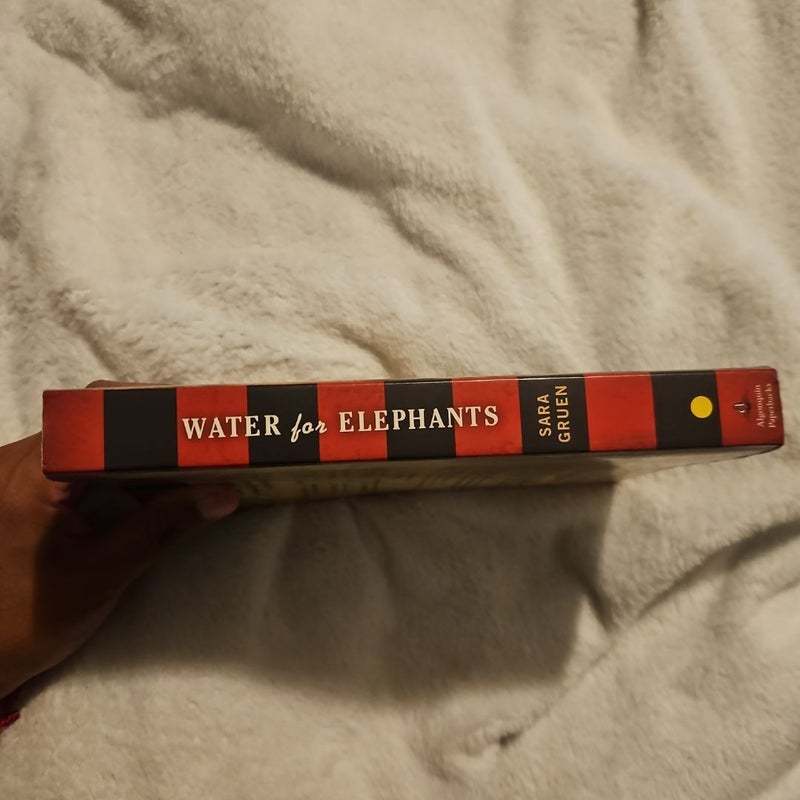 WATER for ELEPHANTS
SARA
GRUEN
Algonquin
Paperbacks